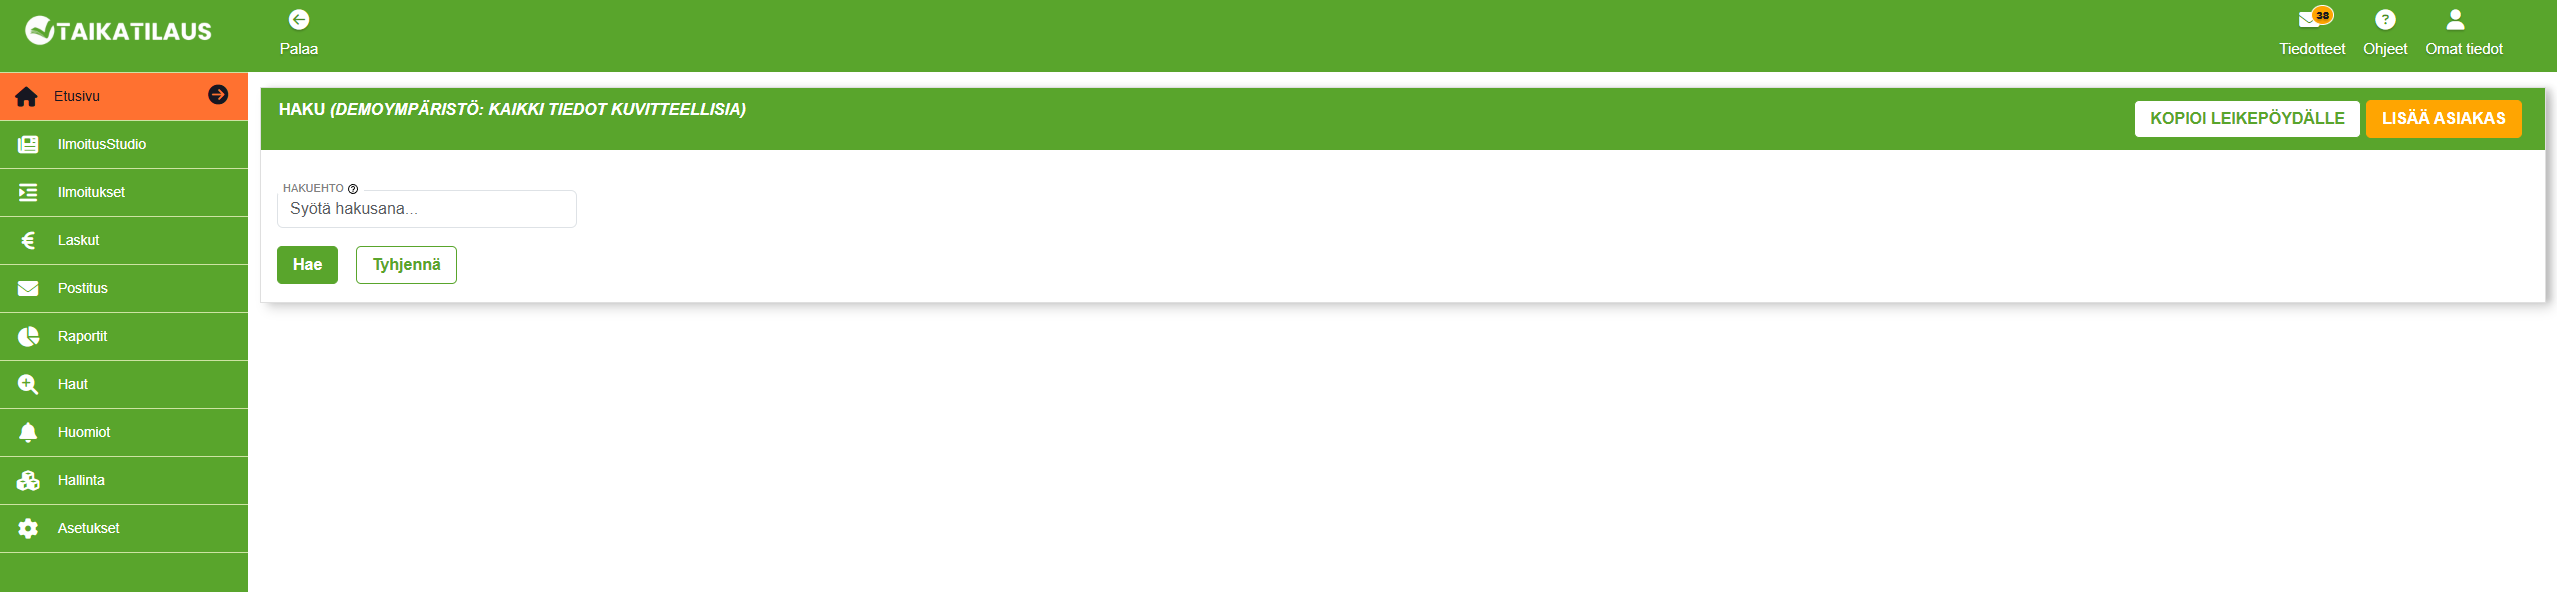 TAIKATILAUS
Palaa
38
Tiedotteet
Ohjeet
Omat tiedot
Etusivu
IlmoitusStudio
Ilmoitukset
€ Laskut
Postitus
Raportit
Haut
Huomiot
Hallinta
Asetukset
HAKU (DEMOYMPÄRISTÖ: KAIKKI TIEDOT KUVITTEELLISIA)
KOPIOI LEIKEPÖYDÄLLE
LISÄÄ ASIAKAS
HAKUEHTO
Syötä hakusana...
Hae
Tyhjennä